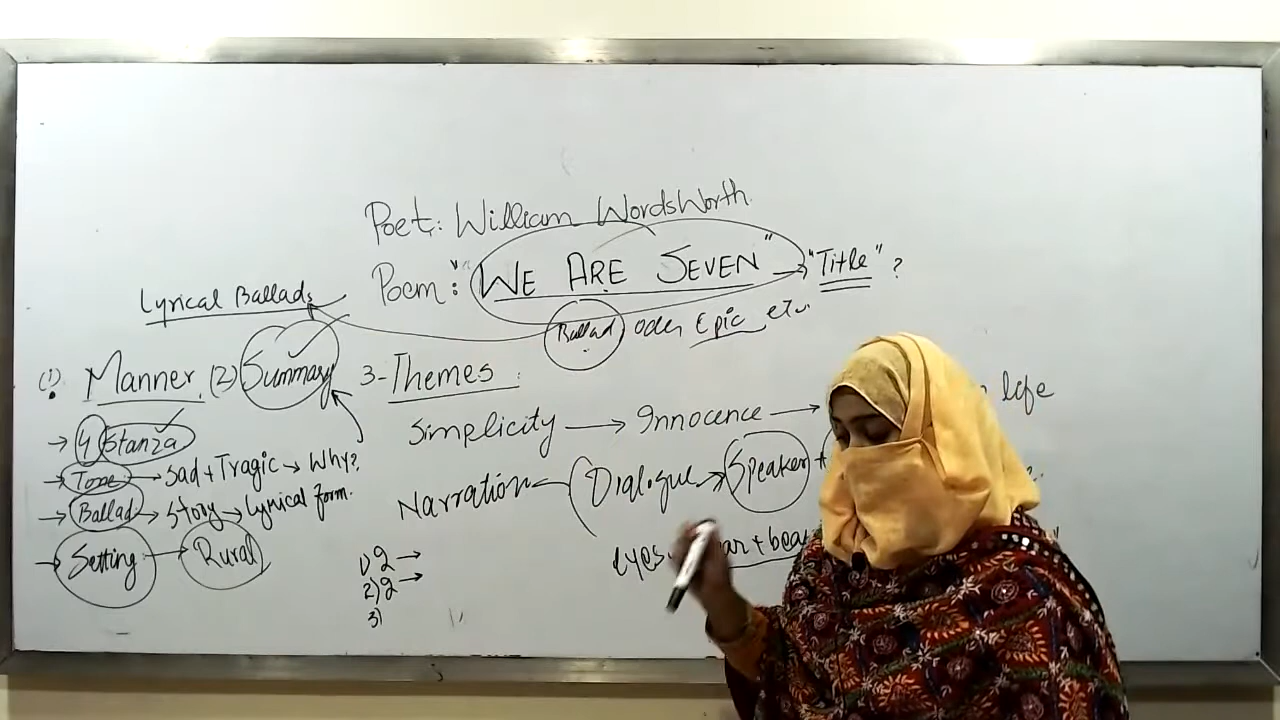 Poet: William WordsWorth.
Poem: "WE ARE SEVEN" → "Title" ?
Lyrical Ballads
Ballad odes Epic etc.
(1) Manner (2) Summary 3- Themes
→ 4 Stanza
→ Tone → Sad + Tragic → Why?
→ Ballad → Story → Lyrical form.
→ Setting → Rural
Simplicity → Innocence → life
Narration Dialogue → Speaker +
eyes
1) 2 →
2) 2 →
3)